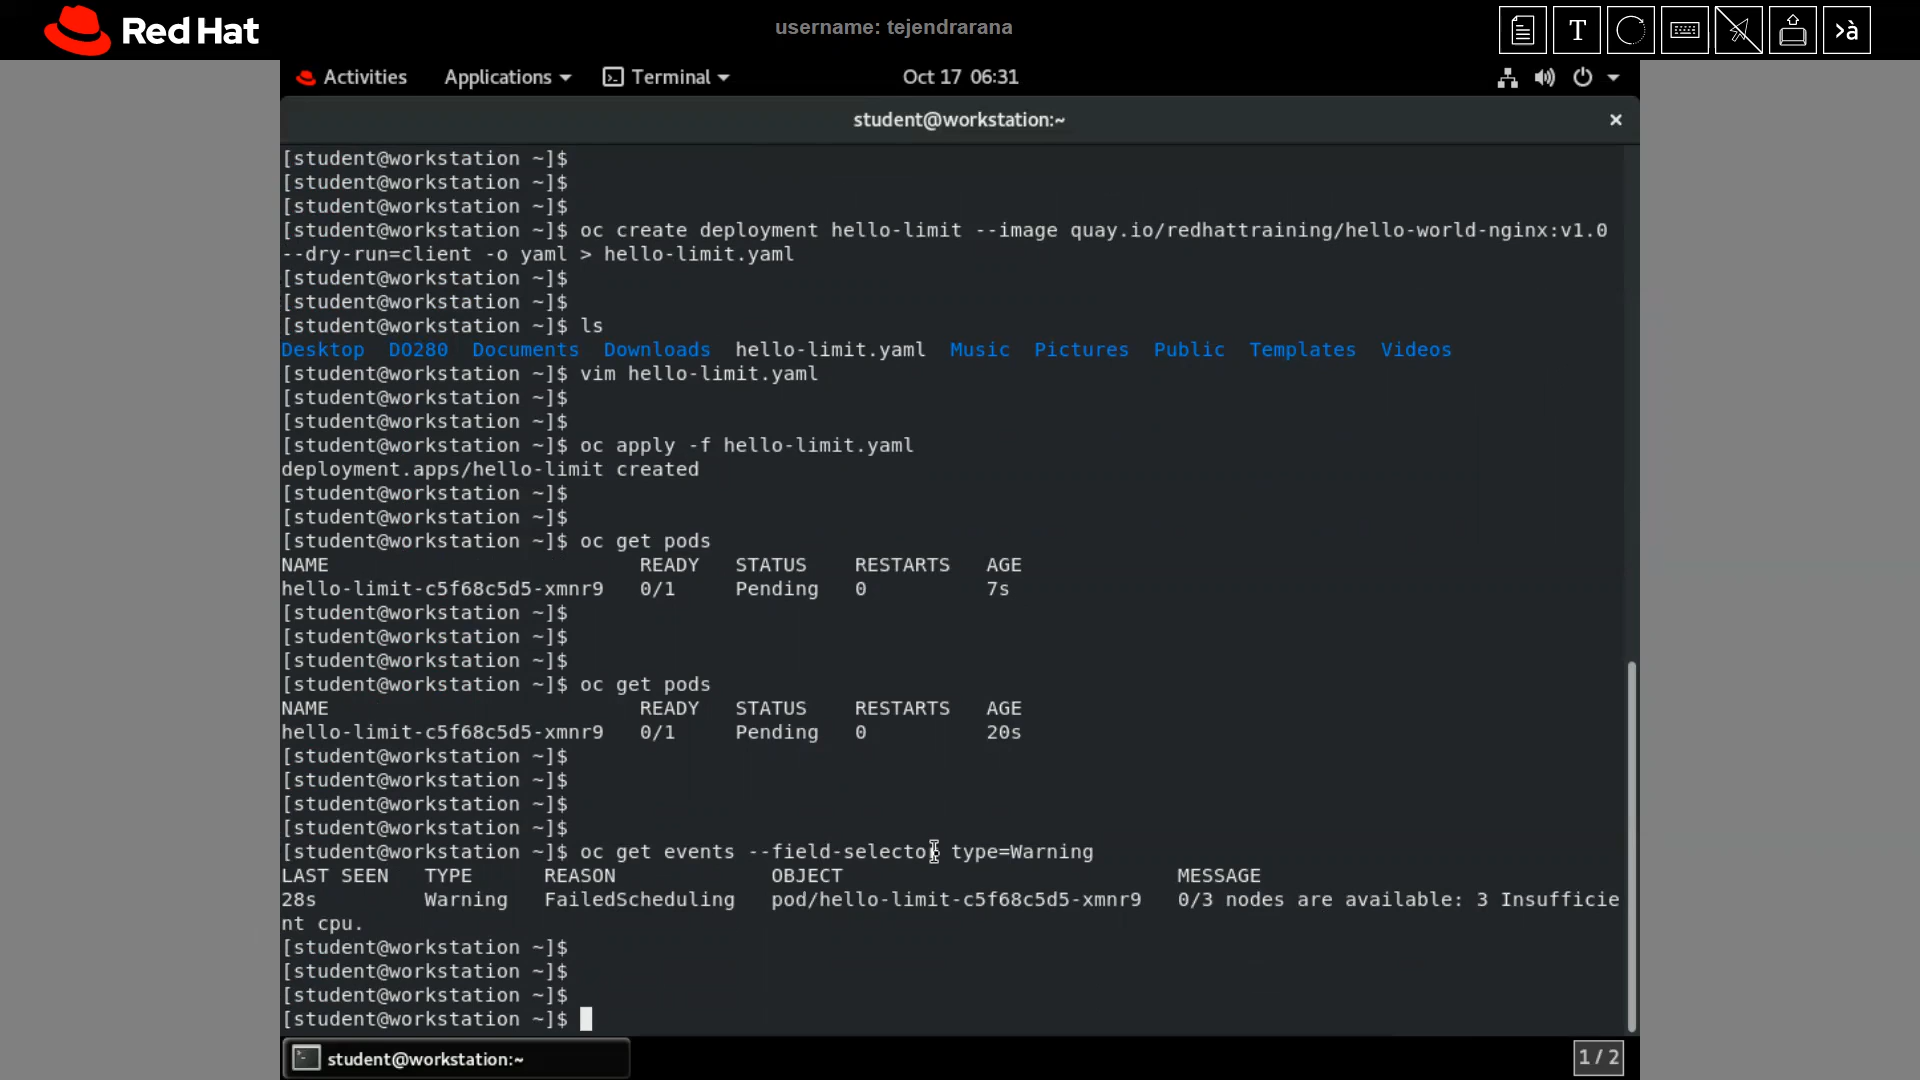 Red Hat
username: tejendrarana
T
>à
Activities Applications Terminal Oct 17 06:31
student@workstation:~
[student@workstation ~]$
[student@workstation ~]$
[student@workstation ~]$
[student@workstation ~]$ oc create deployment hello-limit --image quay.io/redhattraining/hello-world-nginx:v1.0
--dry-run=client -o yaml > hello-limit.yaml
[student@workstation ~]$
[student@workstation ~]$
[student@workstation ~]$ ls
Desktop DO280 Documents Downloads hello-limit.yaml Music Pictures Public Templates Videos
[student@workstation ~]$ vim hello-limit.yaml
[student@workstation ~]$
[student@workstation ~]$
[student@workstation ~]$ oc apply -f hello-limit.yaml
deployment.apps/hello-limit created
[student@workstation ~]$
[student@workstation ~]$
[student@workstation ~]$ oc get pods
NAME READY STATUS RESTARTS AGE
hello-limit-c5f68c5d5-xmnr9 0/1 Pending 0 7s
[student@workstation ~]$
[student@workstation ~]$
[student@workstation ~]$
[student@workstation ~]$ oc get pods
NAME READY STATUS RESTARTS AGE
hello-limit-c5f68c5d5-xmnr9 0/1 Pending 0 20s
[student@workstation ~]$
[student@workstation ~]$
[student@workstation ~]$
[student@workstation ~]$
[student@workstation ~]$ oc get events --field-selector type=Warning
LAST SEEN TYPE REASON OBJECT MESSAGE
28s Warning FailedScheduling pod/hello-limit-c5f68c5d5-xmnr9 0/3 nodes are available: 3 Insufficie
nt cpu.
[student@workstation ~]$
[student@workstation ~]$
[student@workstation ~]$
[student@workstation ~]$
student@workstation:~
1 / 2